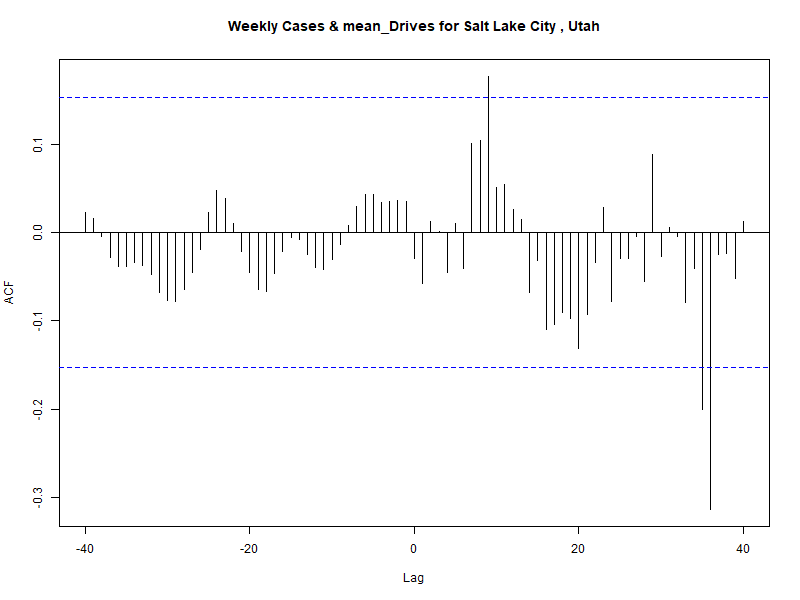 Weekly Cases & mean_Drives for Salt Lake City , Utah
ACF
0.1
0.0
-0.1
-0.2
-0.3
-40 -20 0 20 40
Lag